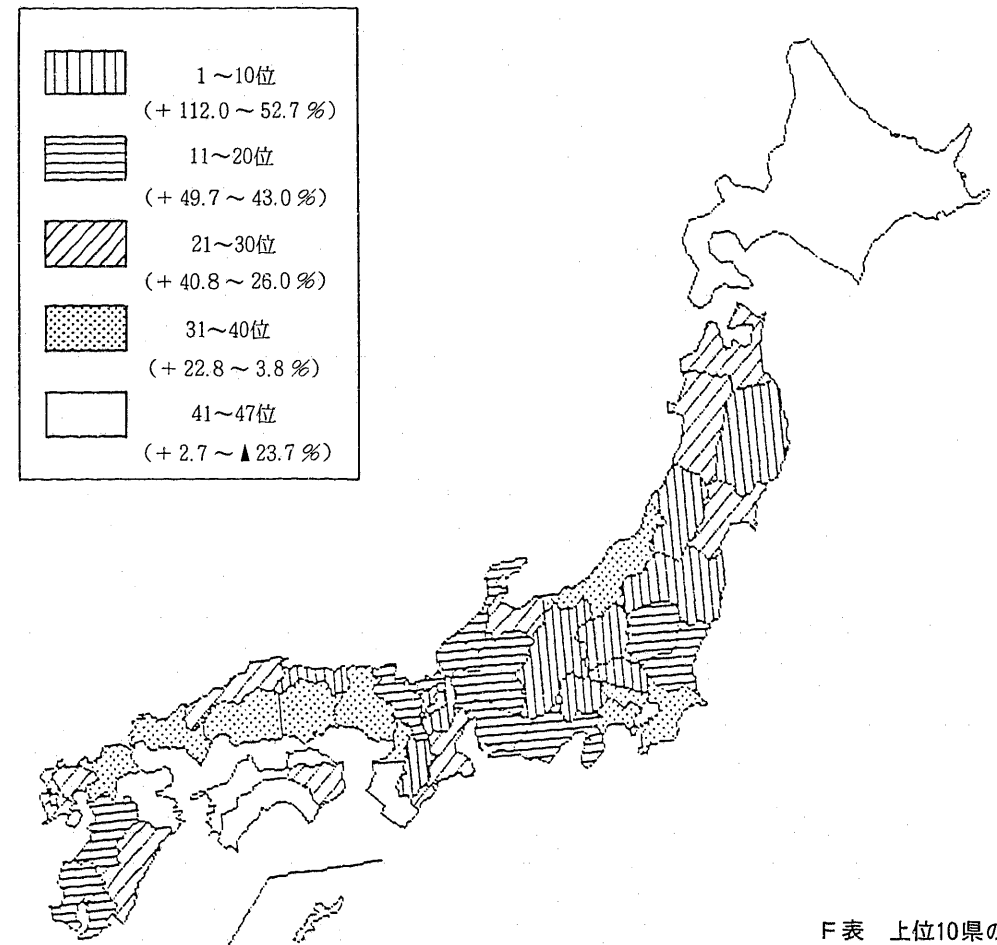 1～10位
(+ 112.0～52.7 %)
11～20位
(+ 49.7～43.0 %)
21～30位
(+ 40.8～26.0 %)
31～40位
(+ 22.8～3.8 %)
41～47位
(+ 2.7～▲23.7 %)
F表 上位10県の